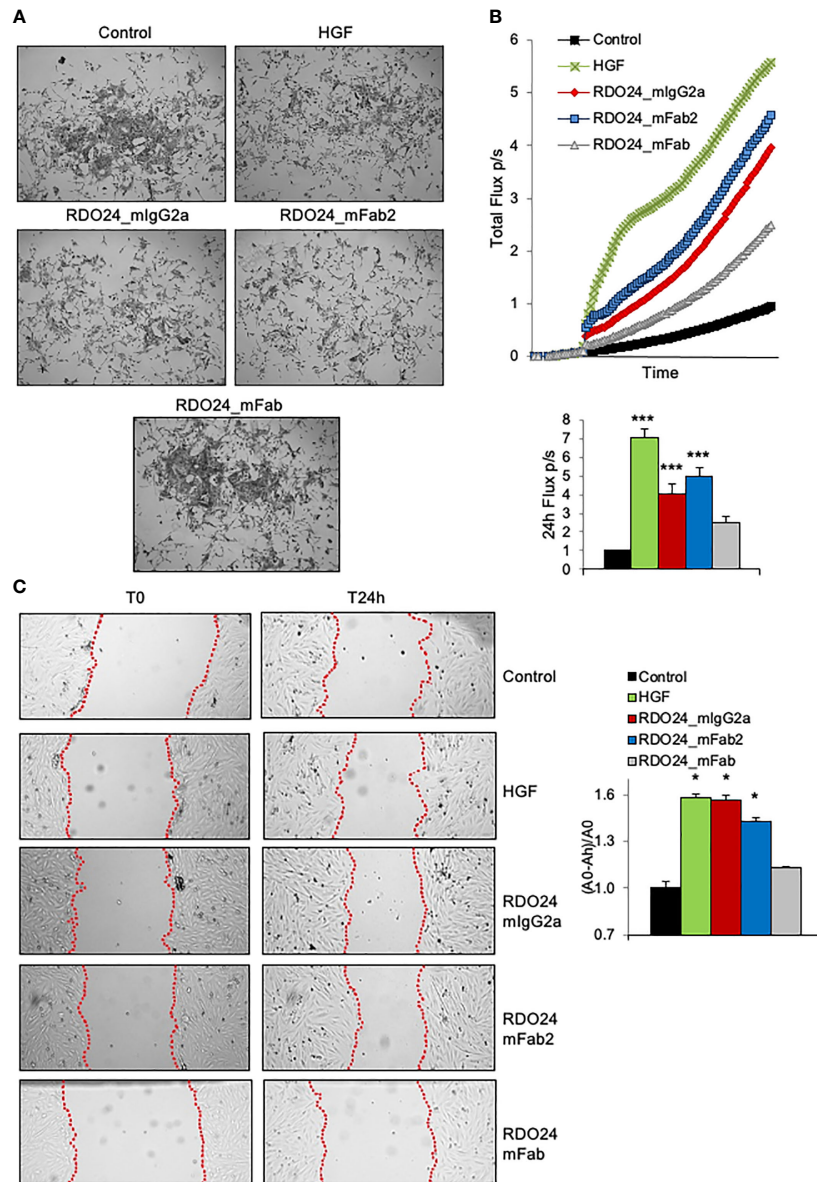 A
Control
HGF
RDO24_mIgG2a
RDO24_mFab2
RDO24_mFab
B
Control
HGF
RDO24_mIgG2a
RDO24_mFab2
RDO24_mFab
Total Flux p/s
6
5
4
3
2
1
0
Time
24h Flux p/s
8
7
6
5
4
3
2
1
0
***
***
***
C
T0
T24h
Control
HGF
RDO24
mIgG2a
RDO24
mFab2
RDO24
mFab
Control
HGF
RDO24_mIgG2a
RDO24_mFab2
RDO24_mFab
(A0-Ah)/A0
1.6
1.3
1.0
0.7
*
*
*